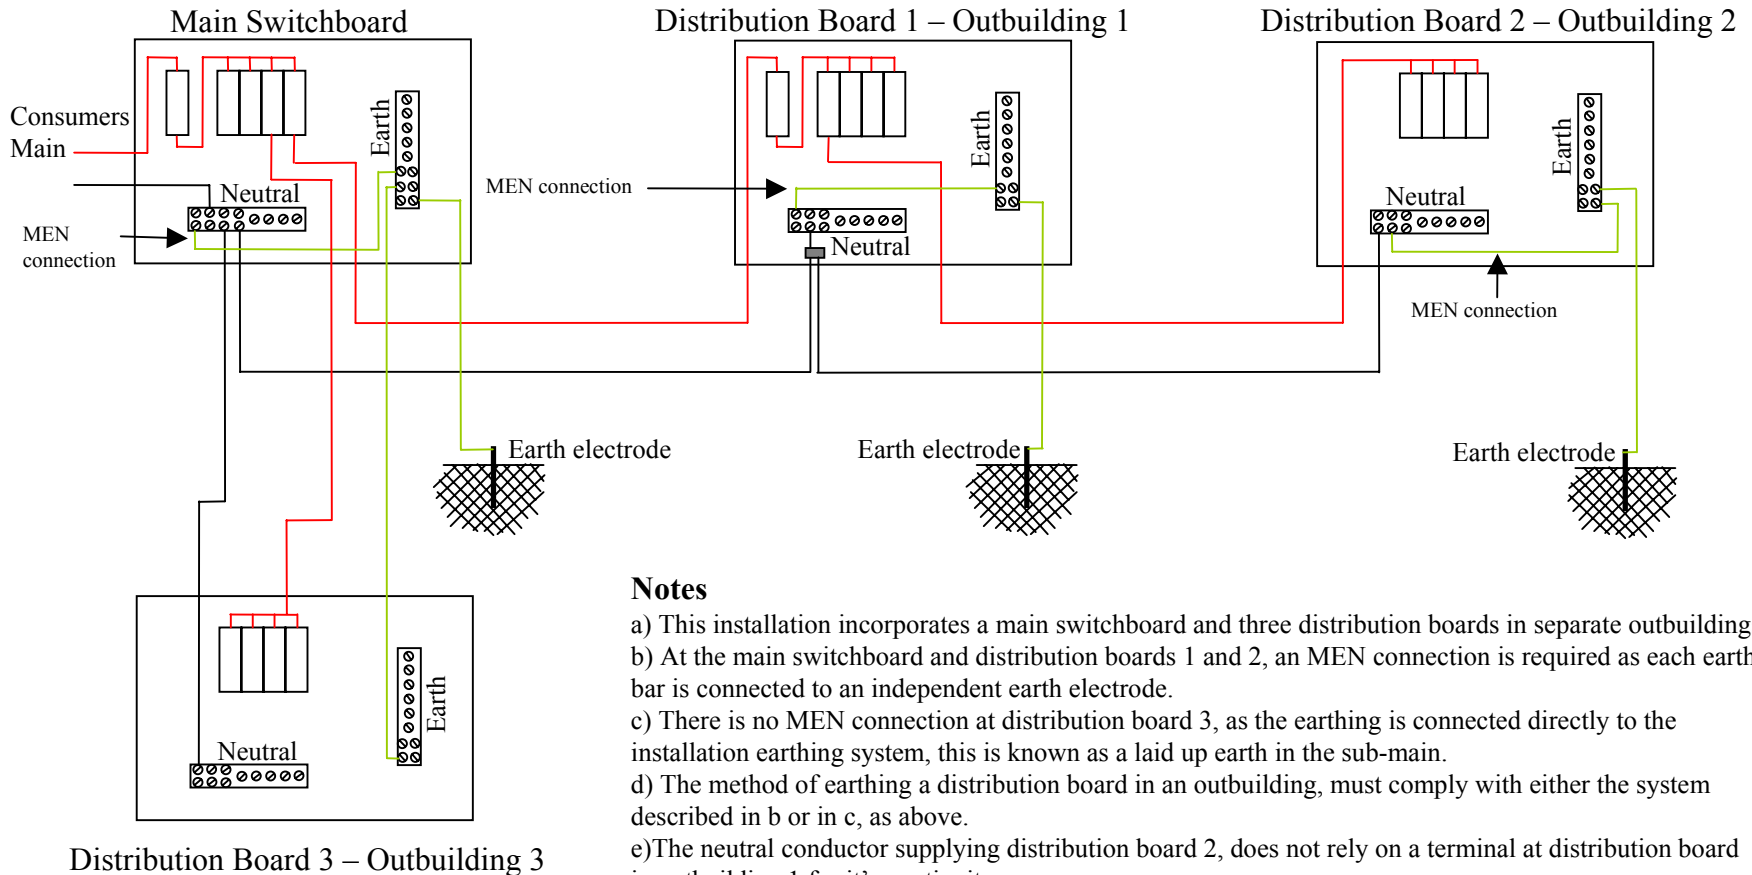 Main Switchboard
Distribution Board 1 – Outbuilding 1
Distribution Board 2 – Outbuilding 2
Consumers
Main
Earth
Neutral
MEN
connection
MEN connection
Earth
Neutral
Earth
Neutral
MEN connection
Earth electrode
Earth electrode
Earth electrode
Earth
Neutral
Distribution Board 3 – Outbuilding 3
Notes
a) This installation incorporates a main switchboard and three distribution boards in separate outbuilding
b) At the main switchboard and distribution boards 1 and 2, an MEN connection is required as each earth
bar is connected to an independent earth electrode.
c) There is no MEN connection at distribution board 3, as the earthing is connected directly to the
installation earthing system, this is known as a laid up earth in the sub-main.
d) The method of earthing a distribution board in an outbuilding, must comply with either the system
described in b or in c, as above.
e)The neutral conductor supplying distribution board 2, does not rely on a terminal at distribution board